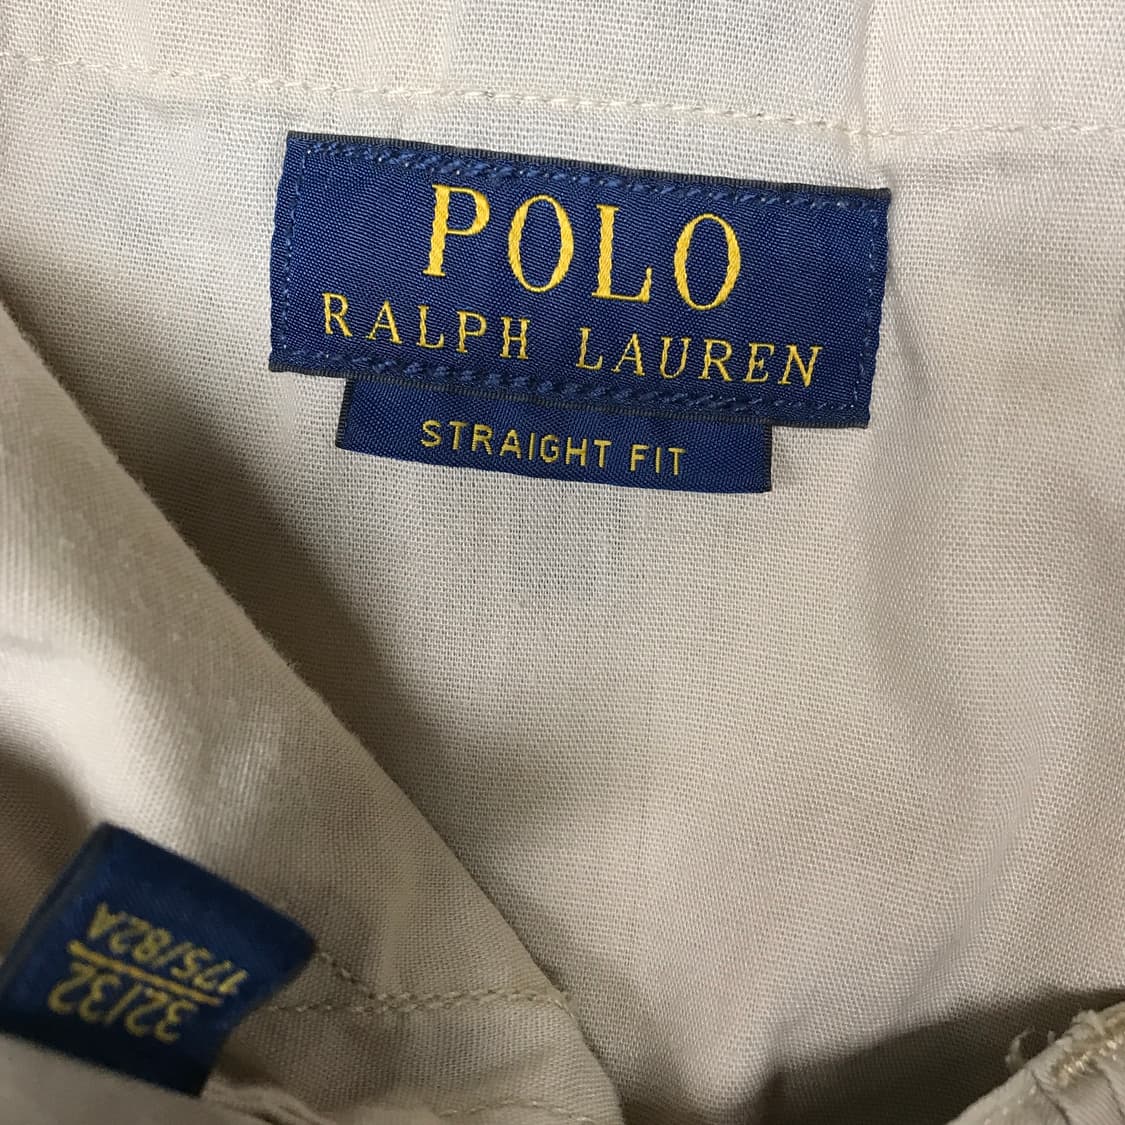 POLO
RALPH LAUREN
STRAIGHT FIT
32/32
175/82A